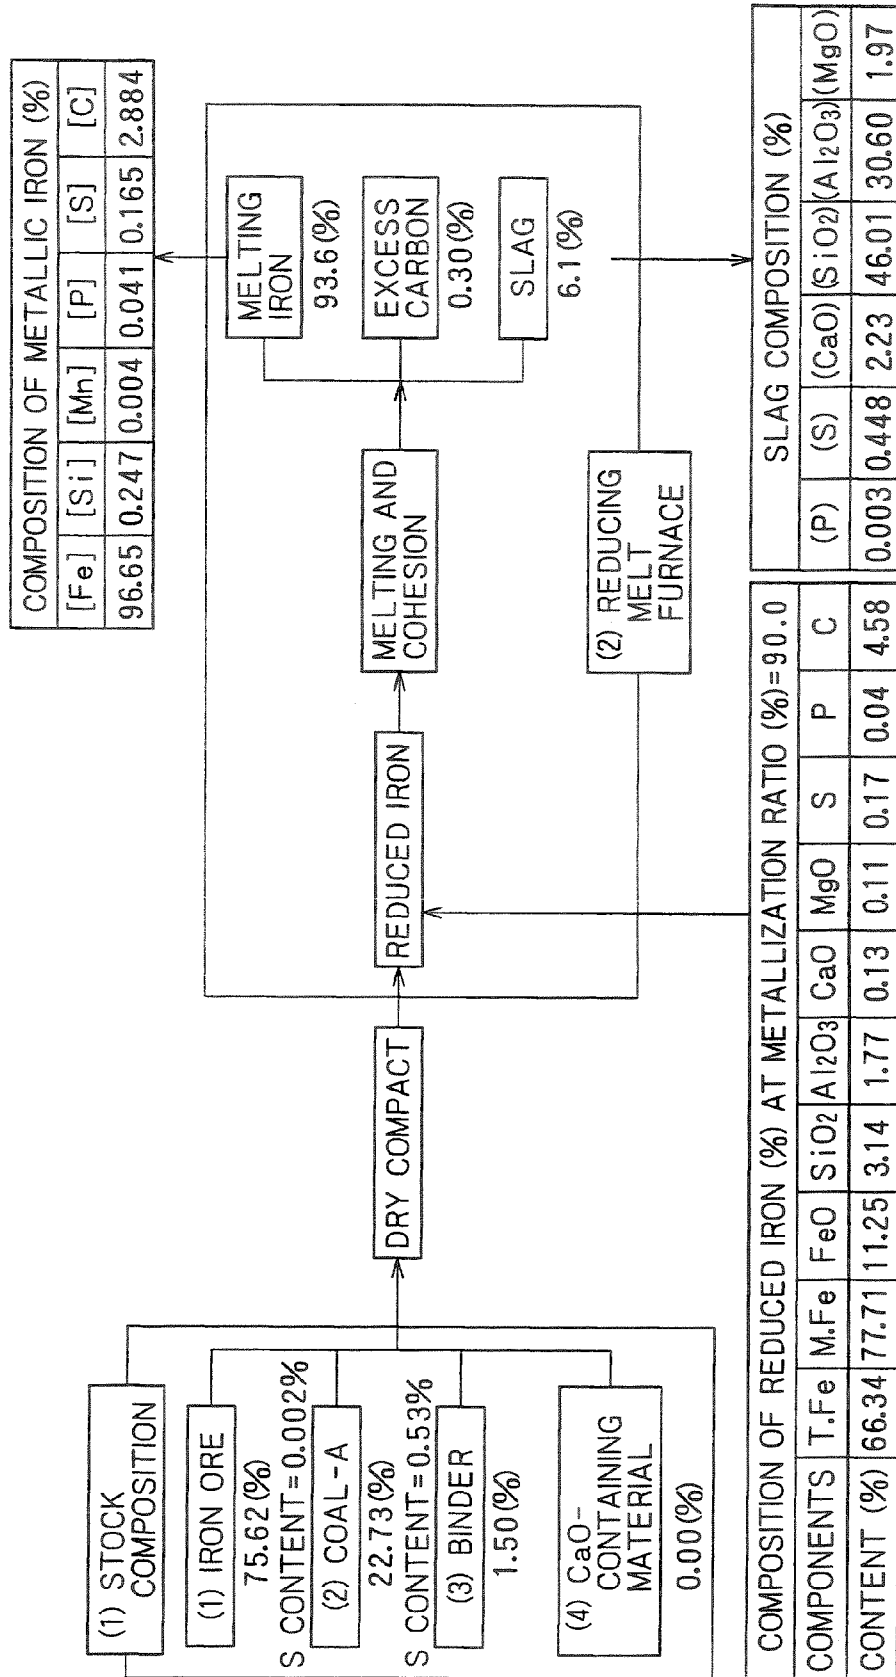 COMPOSITION OF METALLIC IRON (%)
[Fe] [Si] [Mn] [P] [S] [C]
96.65 0.247 0.004 0.041 0.165 2.884
(1) STOCK
COMPOSITION
(1) IRON ORE
75.62(%)
S CONTENT=0.002%
(2) COAL-A
22.73(%)
S CONTENT=0.53%
(3) BINDER
1.50(%)
(4) CaO-
CONTAINING
MATERIAL
0.00(%)
DRY COMPACT
REDUCED IRON
MELTING AND
COHESION
MELTING
IRON
93.6(%)
EXCESS
CARBON
0.30(%)
SLAG
6.1(%)
(2) REDUCING
MELT
FURNACE
COMPOSITION OF REDUCED IRON (%) AT METALLIZATION RATIO (%)=90.0
COMPONENTS T.Fe M.Fe FeO SiO2 Al2O3 CaO MgO S P C
CONTENT (%) 66.34 77.71 11.25 3.14 1.77 0.13 0.11 0.17 0.04 4.58
SLAG COMPOSITION (%)
(P) (S) (CaO) (SiO2) (Al2O3) (MgO)
0.003 0.448 2.23 46.01 30.60 1.97